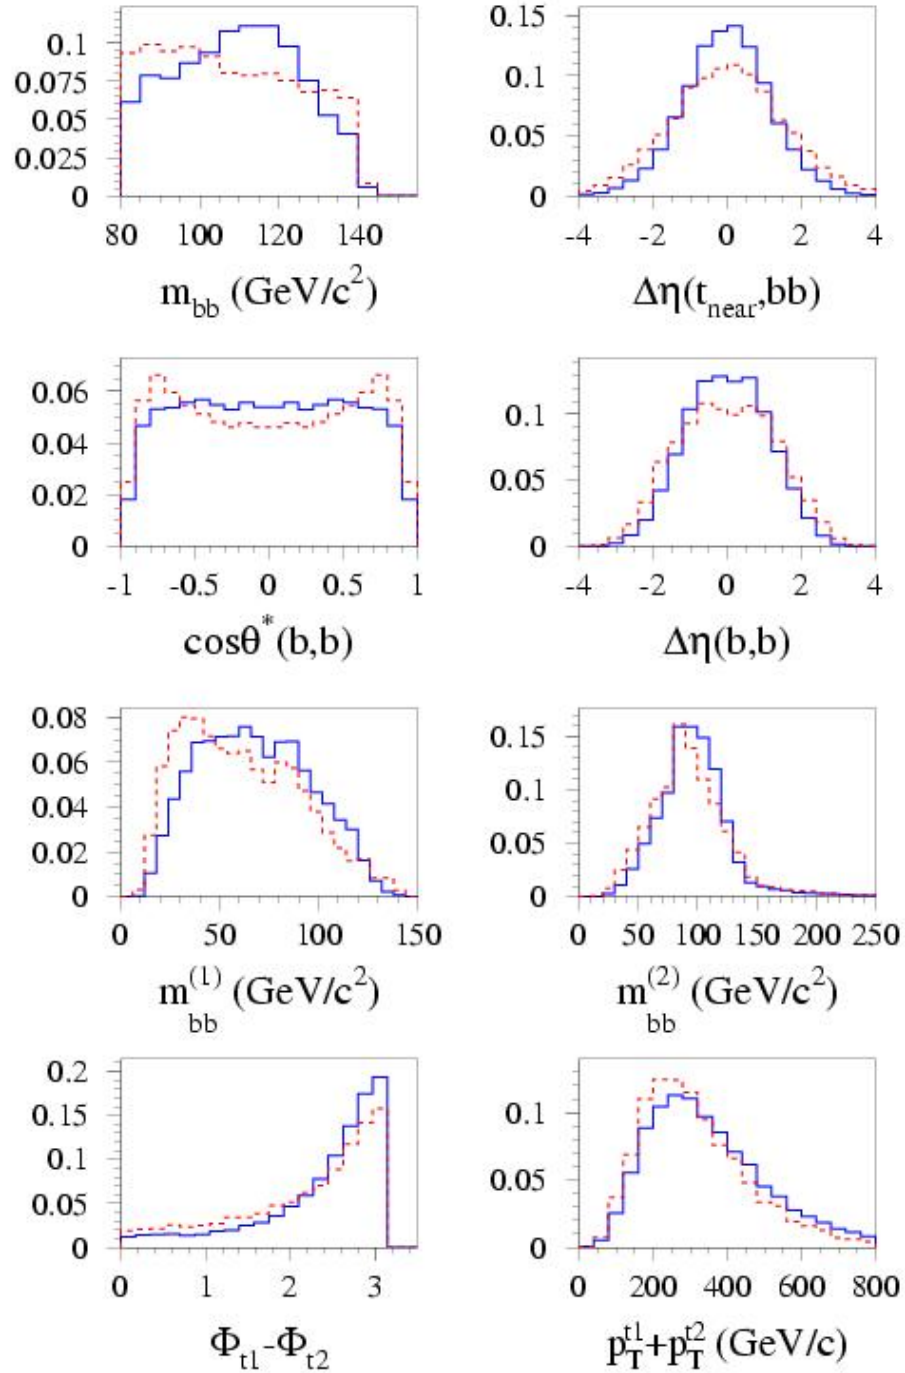 0.1
0.075
0.05
0.025
0
80 100 120 140
m_bb (GeV/c²)
0.15
0.1
0.05
0
-4 -2 0 2 4
Δη(t_near,bb)
0.06
0.04
0.02
0
-1 -0.5 0 0.5 1
cosθ*(b,b)
0.1
0.05
0
-4 -2 0 2 4
Δη(b,b)
0.08
0.06
0.04
0.02
0
0 50 100 150
m_bb^(1) (GeV/c²)
0.15
0.1
0.05
0
0 50 100 150 200 250
m_bb^(2) (GeV/c²)
0.2
0.15
0.1
0.05
0
0 1 2 3
Φ_t1-Φ_t2
0.1
0.05
0
0 200 400 600 800
p_T^t1+p_T^t2 (GeV/c)